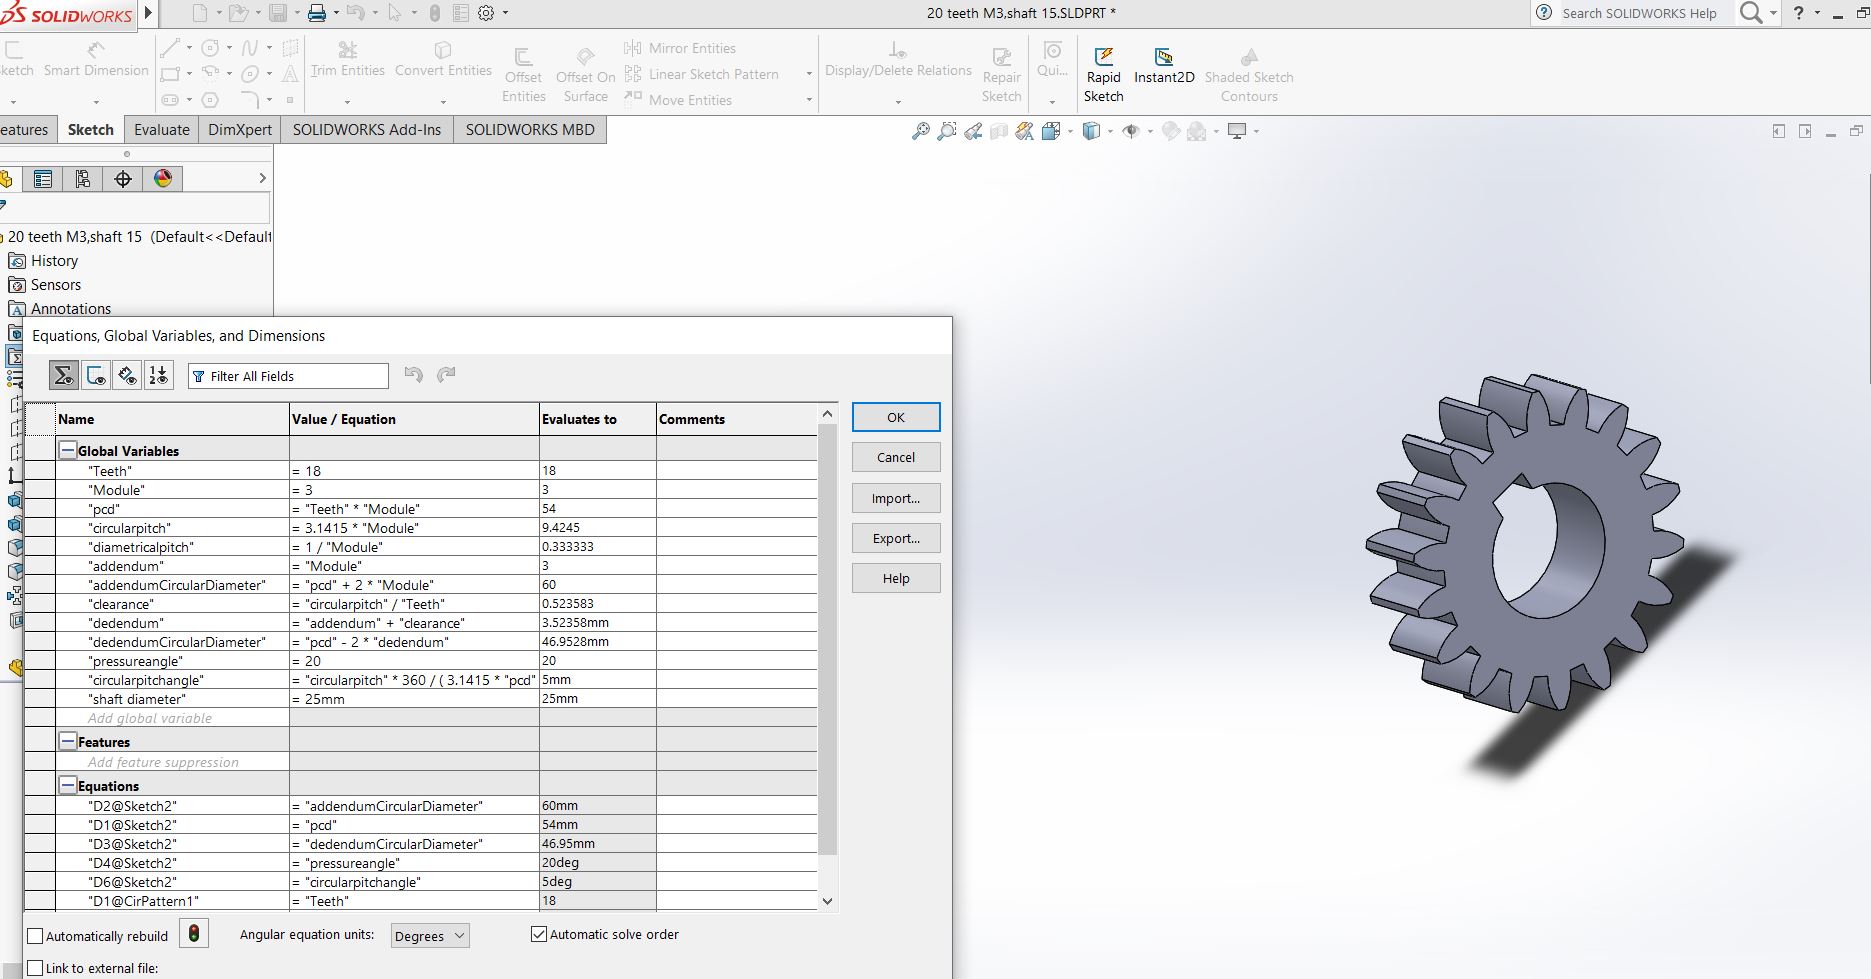 SOLIDWORKS
20 teeth M3,shaft 15.SLDPRT *
Search SOLIDWORKS Help
?
ketch
Smart Dimension
Trim Entities
Convert Entities
Offset Entities
Offset On Surface
Mirror Entities
Linear Sketch Pattern
Move Entities
Display/Delete Relations
Repair Sketch
Qui...
Rapid Sketch
Instant2D
Shaded Sketch Contours
eatures Sketch Evaluate DimXpert SOLIDWORKS Add-Ins SOLIDWORKS MBD
20 teeth M3,shaft 15 (Default<<Default
History
Sensors
Annotations
Equations, Global Variables, and Dimensions
Filter All Fields
Name Value / Equation Evaluates to Comments
Global Variables
"Teeth" = 18 18
"Module" = 3 3
"pcd" = "Teeth" * "Module" 54
"circularpitch" = 3.1415 * "Module" 9.4245
"diametricalpitch" = 1 / "Module" 0.333333
"addendum" = "Module" 3
"addendumCircularDiameter" = "pcd" + 2 * "Module" 60
"clearance" = "circularpitch" / "Teeth" 0.523583
"dedendum" = "addendum" + "clearance" 3.52358mm
"dedendumCircularDiameter" = "pcd" - 2 * "dedendum" 46.9528mm
"pressureangle" = 20 20
"circularpitchangle" = "circularpitch" * 360 / ( 3.1415 * "pcd" 5mm
"shaft diameter" = 25mm 25mm
Add global variable
Features
Add feature suppression
Equations
"D2@Sketch2" = "addendumCircularDiameter" 60mm
"D1@Sketch2" = "pcd" 54mm
"D3@Sketch2" = "dedendumCircularDiameter" 46.95mm
"D4@Sketch2" = "pressureangle" 20deg
"D6@Sketch2" = "circularpitchangle" 5deg
"D1@CirPattern1" = "Teeth" 18
OK
Cancel
Import...
Export...
Help
Automatically rebuild
Angular equation units: Degrees
Automatic solve order
Link to external file: